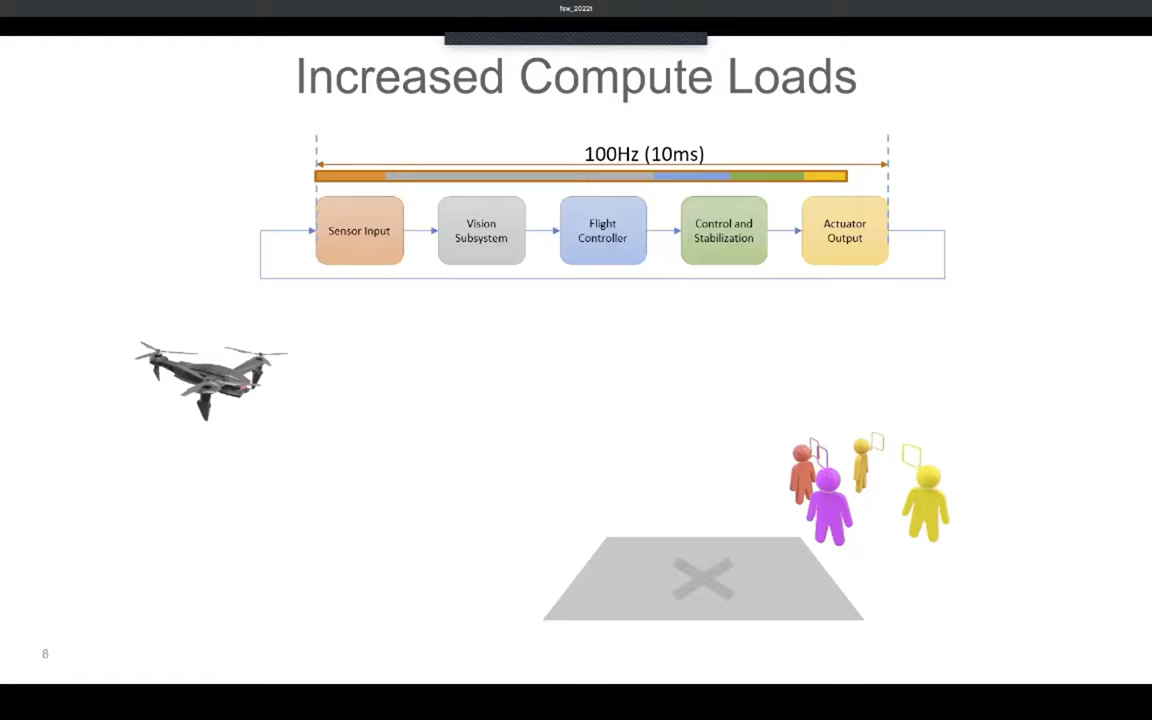 fsw_2022t
Increased Compute Loads
100Hz (10ms)
Sensor Input
Vision
Subsystem
Flight
Controller
Control and
Stabilization
Actuator
Output
8